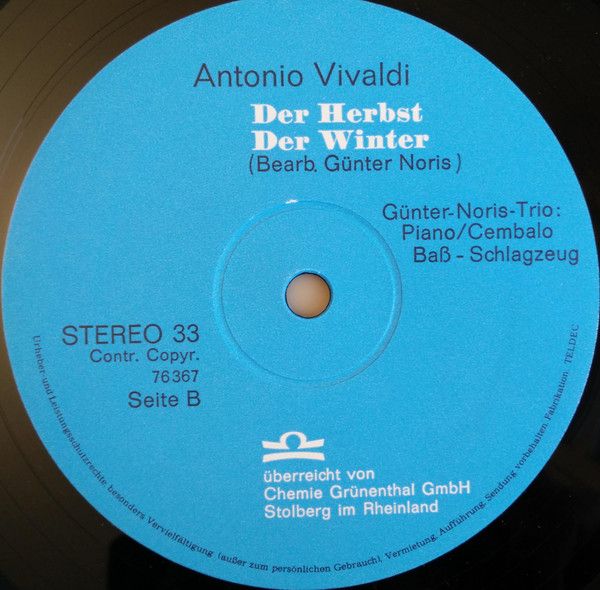 Antonio Vivaldi
Der Herbst
Der Winter
(Bearb. Günter Noris)
Günter-Noris-Trio:
Piano/Cembalo
Baß - Schlagzeug
STEREO 33
Contr. Copyr.
76367
Seite B
überreicht von
Chemie Grünenthal GmbH
Stolberg im Rheinland
Urheber- und Leistungsschutzrechte, besonders Vervielfältigung (außer zum persönlichen Gebrauch), Vermietung, Aufführung, Sendung vorbehalten. Fabrikation TELDEC